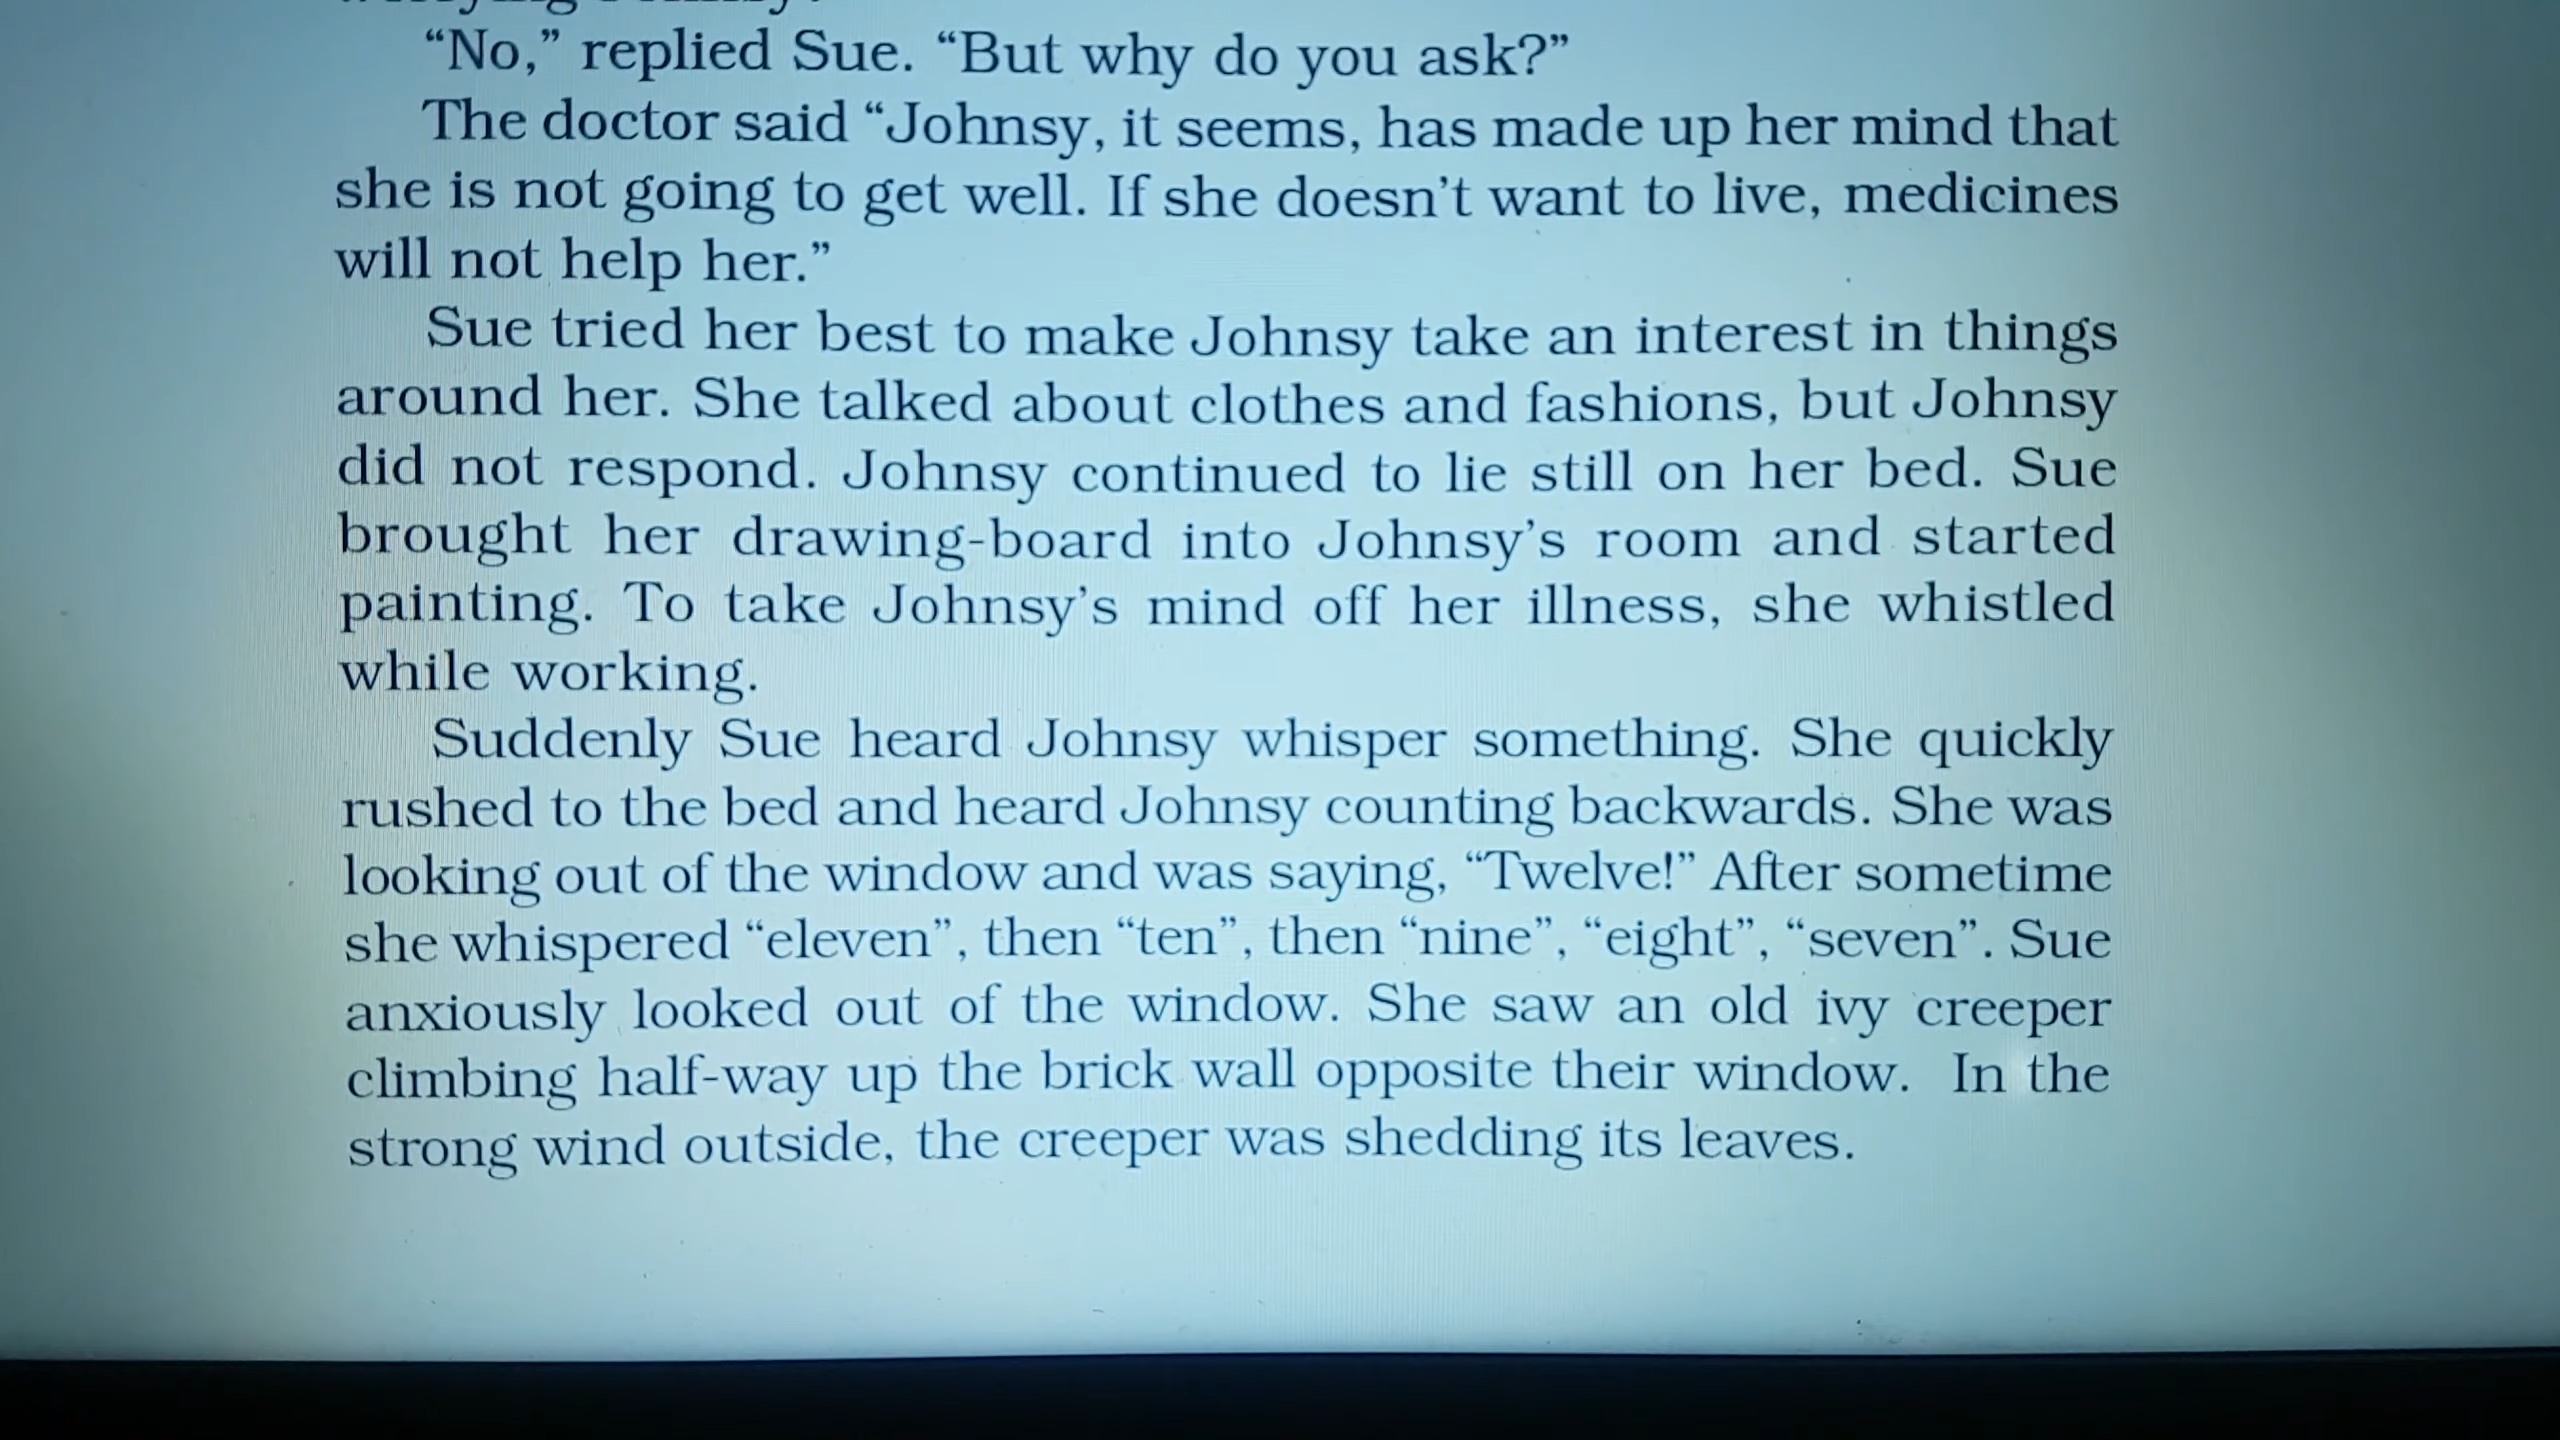 “No,” replied Sue. “But why do you ask?”
The doctor said “Johnsy, it seems, has made up her mind that
she is not going to get well. If she doesn’t want to live, medicines
will not help her.”
Sue tried her best to make Johnsy take an interest in things
around her. She talked about clothes and fashions, but Johnsy
did not respond. Johnsy continued to lie still on her bed. Sue
brought her drawing-board into Johnsy’s room and started
painting. To take Johnsy’s mind off her illness, she whistled
while working.
Suddenly Sue heard Johnsy whisper something. She quickly
rushed to the bed and heard Johnsy counting backwards. She was
looking out of the window and was saying, “Twelve!” After sometime
she whispered “eleven”, then “ten”, then “nine”, “eight”, “seven”. Sue
anxiously looked out of the window. She saw an old ivy creeper
climbing half-way up the brick wall opposite their window. In the
strong wind outside, the creeper was shedding its leaves.